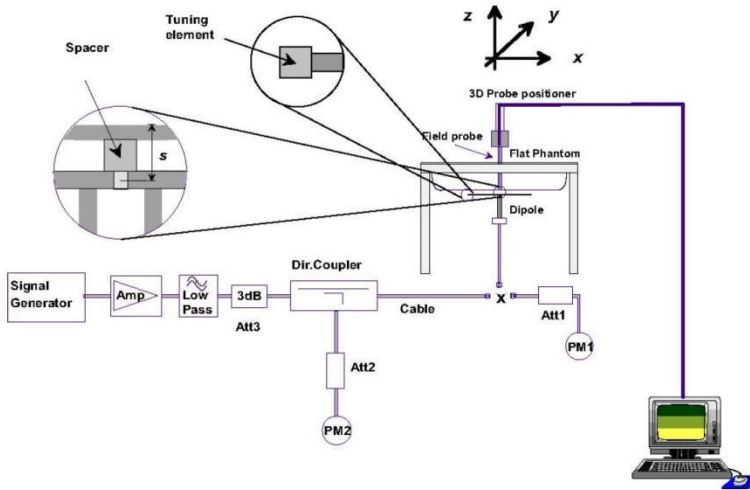 z
y
x
Tuning
element
Spacer
s
3D Probe positioner
Field probe
Flat Phantom
Dipole
Dir.Coupler
Signal
Generator
Amp
Low
Pass
3dB
Att3
Cable
x
Att1
PM1
Att2
PM2